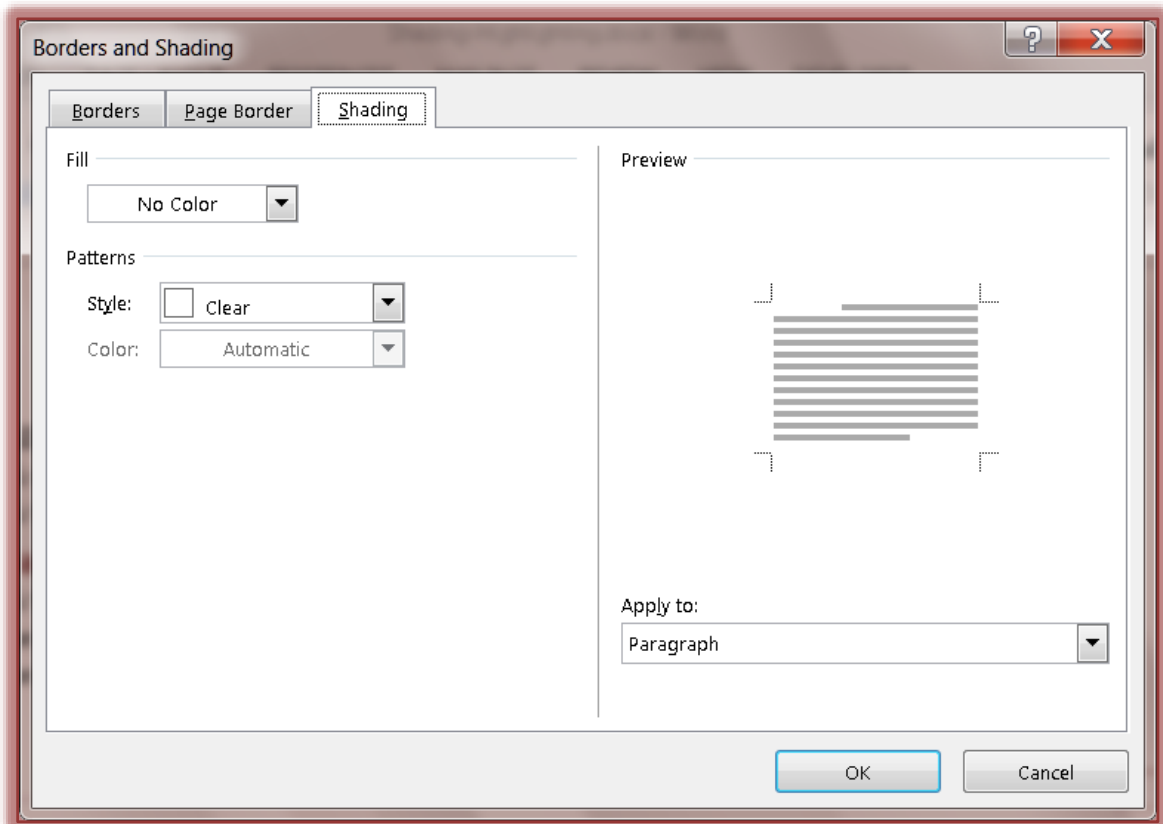 Borders and Shading
?
X
Borders
Page Border
Shading
Fill
No Color
Patterns
Style:
Clear
Color:
Automatic
Preview
Apply to:
Paragraph
OK
Cancel